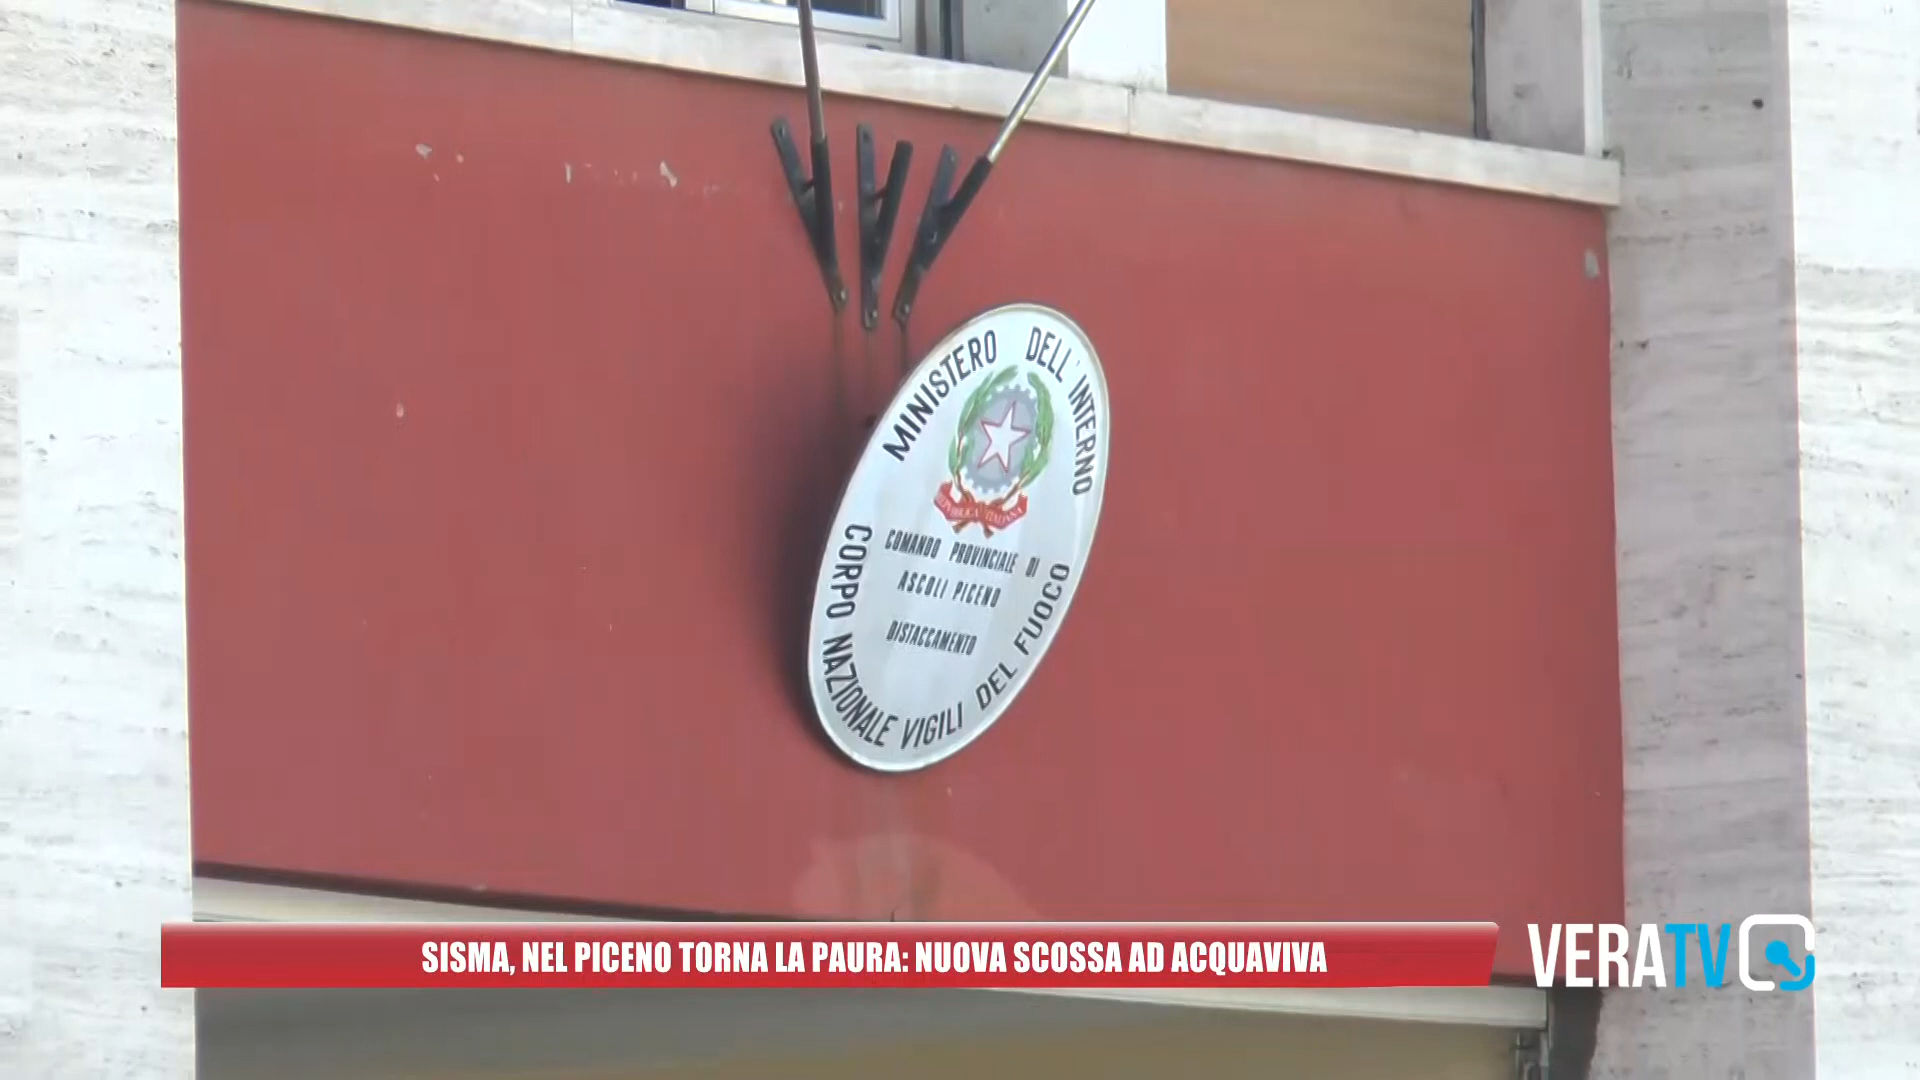 MINISTERO DELL'INTERNO
REPVBBLICA ITALIANA
COMANDO PROVINCIALE DI
ASCOLI PICENO
DISTACCAMENTO
CORPO NAZIONALE VIGILI DEL FUOCO
SISMA, NEL PICENO TORNA LA PAURA: NUOVA SCOSSA AD ACQUAVIVA
VERATV